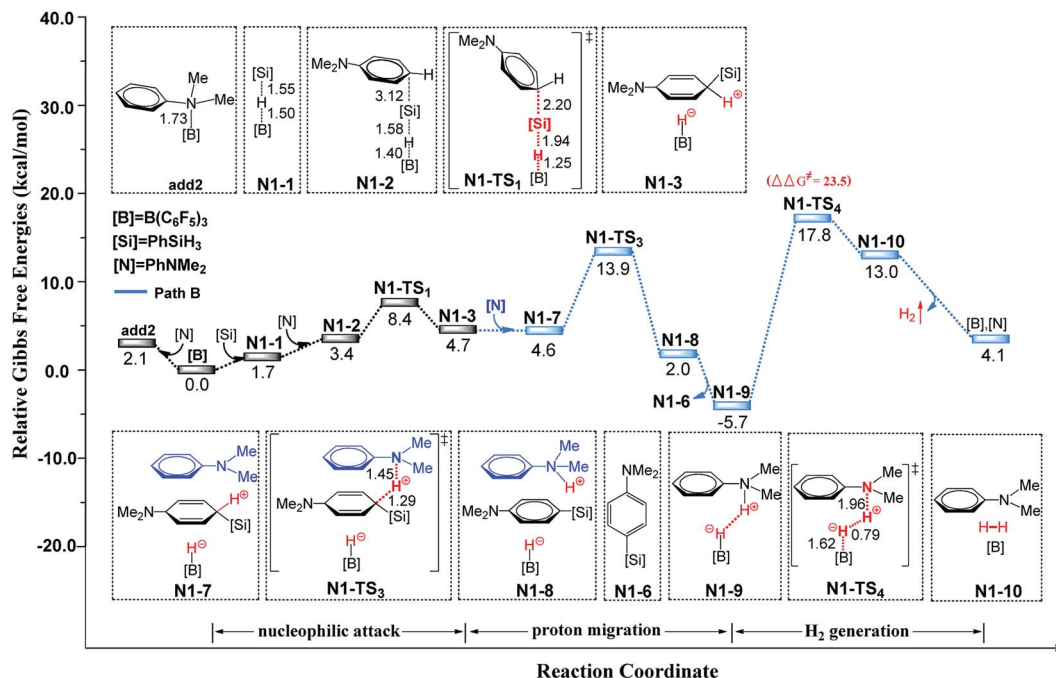 Relative Gibbs Free Energies (kcal/mol)
40.0
30.0
20.0
10.0
0.0
-10.0
-20.0
Me
N
Me
1.73
[B]
add2
[Si]
1.55
H
1.50
[B]
N1-1
Me₂N
H
3.12
[Si]
1.58
H
1.40
[B]
N1-2
Me₂N
‡
H
2.20
[Si]
1.94
H
1.25
[B]
N1-TS₁
Me₂N
[Si]
H⊕
H⊖
[B]
N1-3
[B]=B(C₆F₅)₃
[Si]=PhSiH₃
[N]=PhNMe₂
Path B
add2
2.1
[N]
[B]
0.0
[Si]
N1-1
1.7
[N]
N1-2
3.4
N1-TS₁
8.4
N1-3
4.7
[N]
N1-7
4.6
N1-TS₃
13.9
N1-8
2.0
N1-6
N1-9
-5.7
(△△G≠= 23.5)
N1-TS₄
17.8
N1-10
13.0
H₂
[B],[N]
4.1
Me
N
Me
H⊕
Me₂N
[Si]
H⊖
[B]
N1-7
‡
Me
N
Me
1.45
H⊕
1.29
Me₂N
[Si]
H⊖
[B]
N1-TS₃
Me
N
Me
H⊕
Me₂N
[Si]
H⊖
[B]
N1-8
NMe₂
[Si]
N1-6
Me
N
Me
H⊕
H⊖
[B]
N1-9
‡
Me
N
Me
1.96
H⊕
H⊖
0.79
1.62
[B]
N1-TS₄
Me
N
Me
H-H
[B]
N1-10
nucleophilic attack
proton migration
H₂ generation
Reaction Coordinate